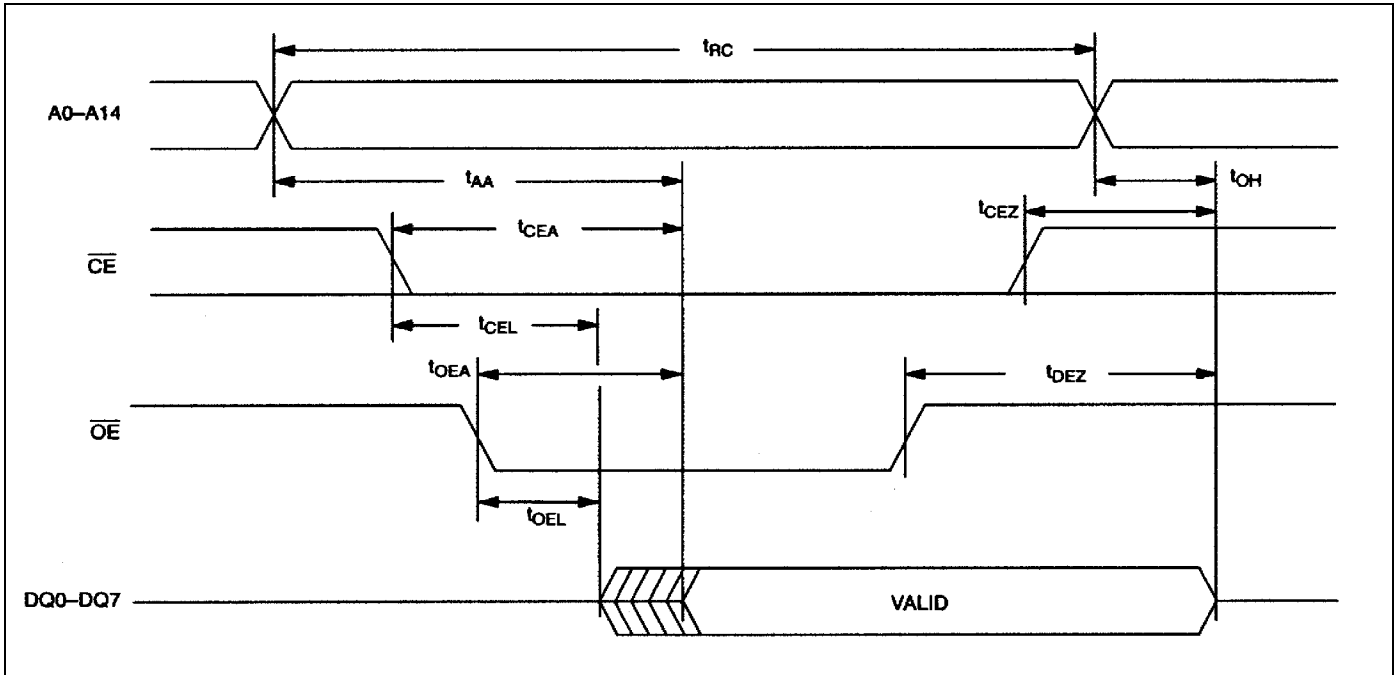 tRC
A0–A14
tAA
tOH
tCEZ
tCEA
CE
tCEL
tOEA
tDEZ
OE
tOEL
DQ0–DQ7
VALID